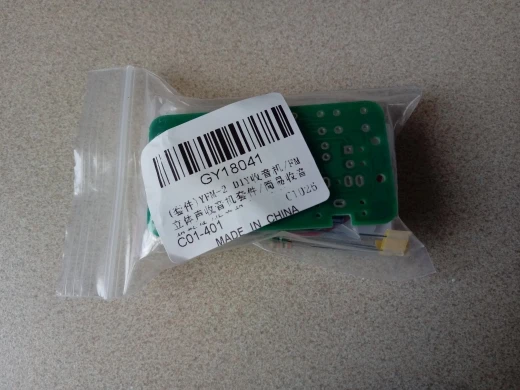 GY18041
(套件)YFM-2 DIY收音机/FM
立体声收音机套件/简易收音
C1026
C01-401
MADE IN CHINA